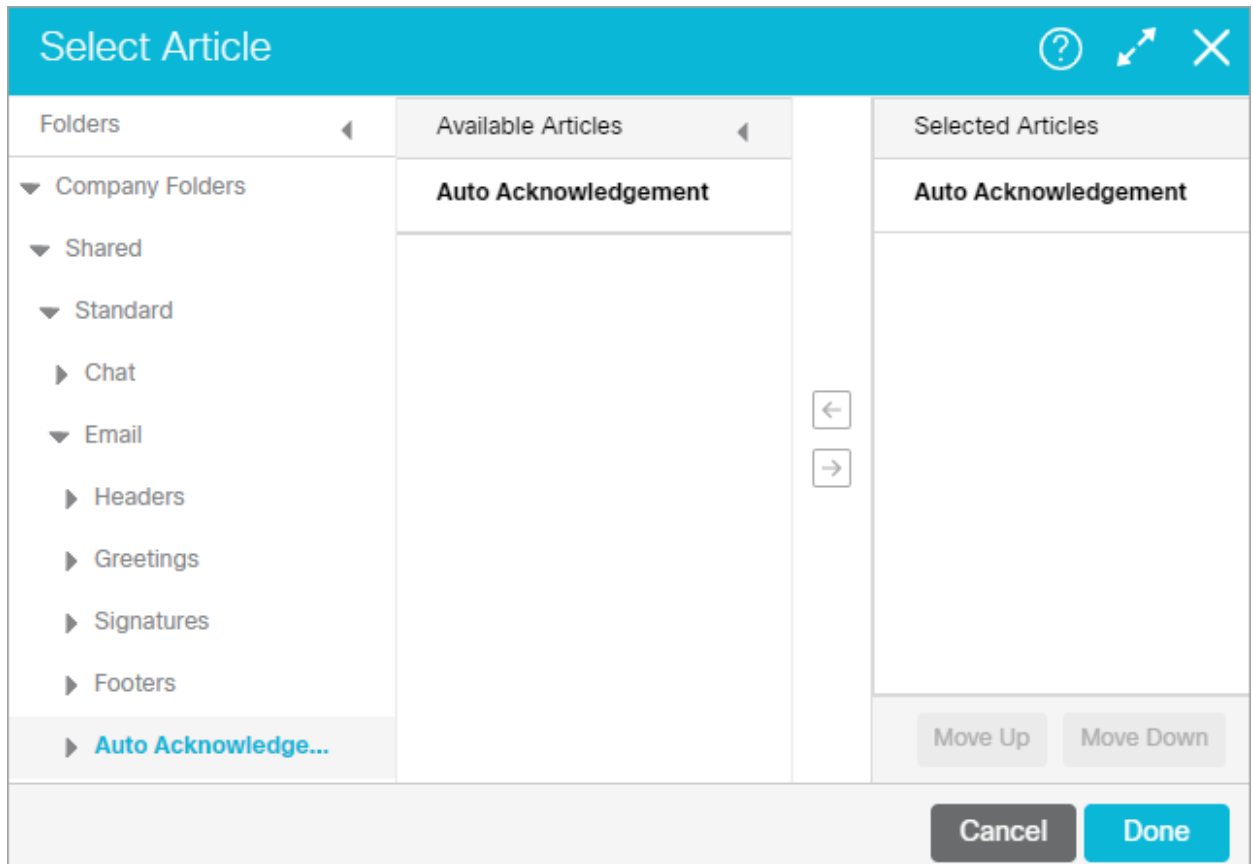 Select Article
Folders
Available Articles
Selected Articles
Company Folders
Auto Acknowledgement
Auto Acknowledgement
Shared
Standard
Chat
Email
Headers
Greetings
Signatures
Footers
Auto Acknowledge...
Move Up
Move Down
Cancel
Done